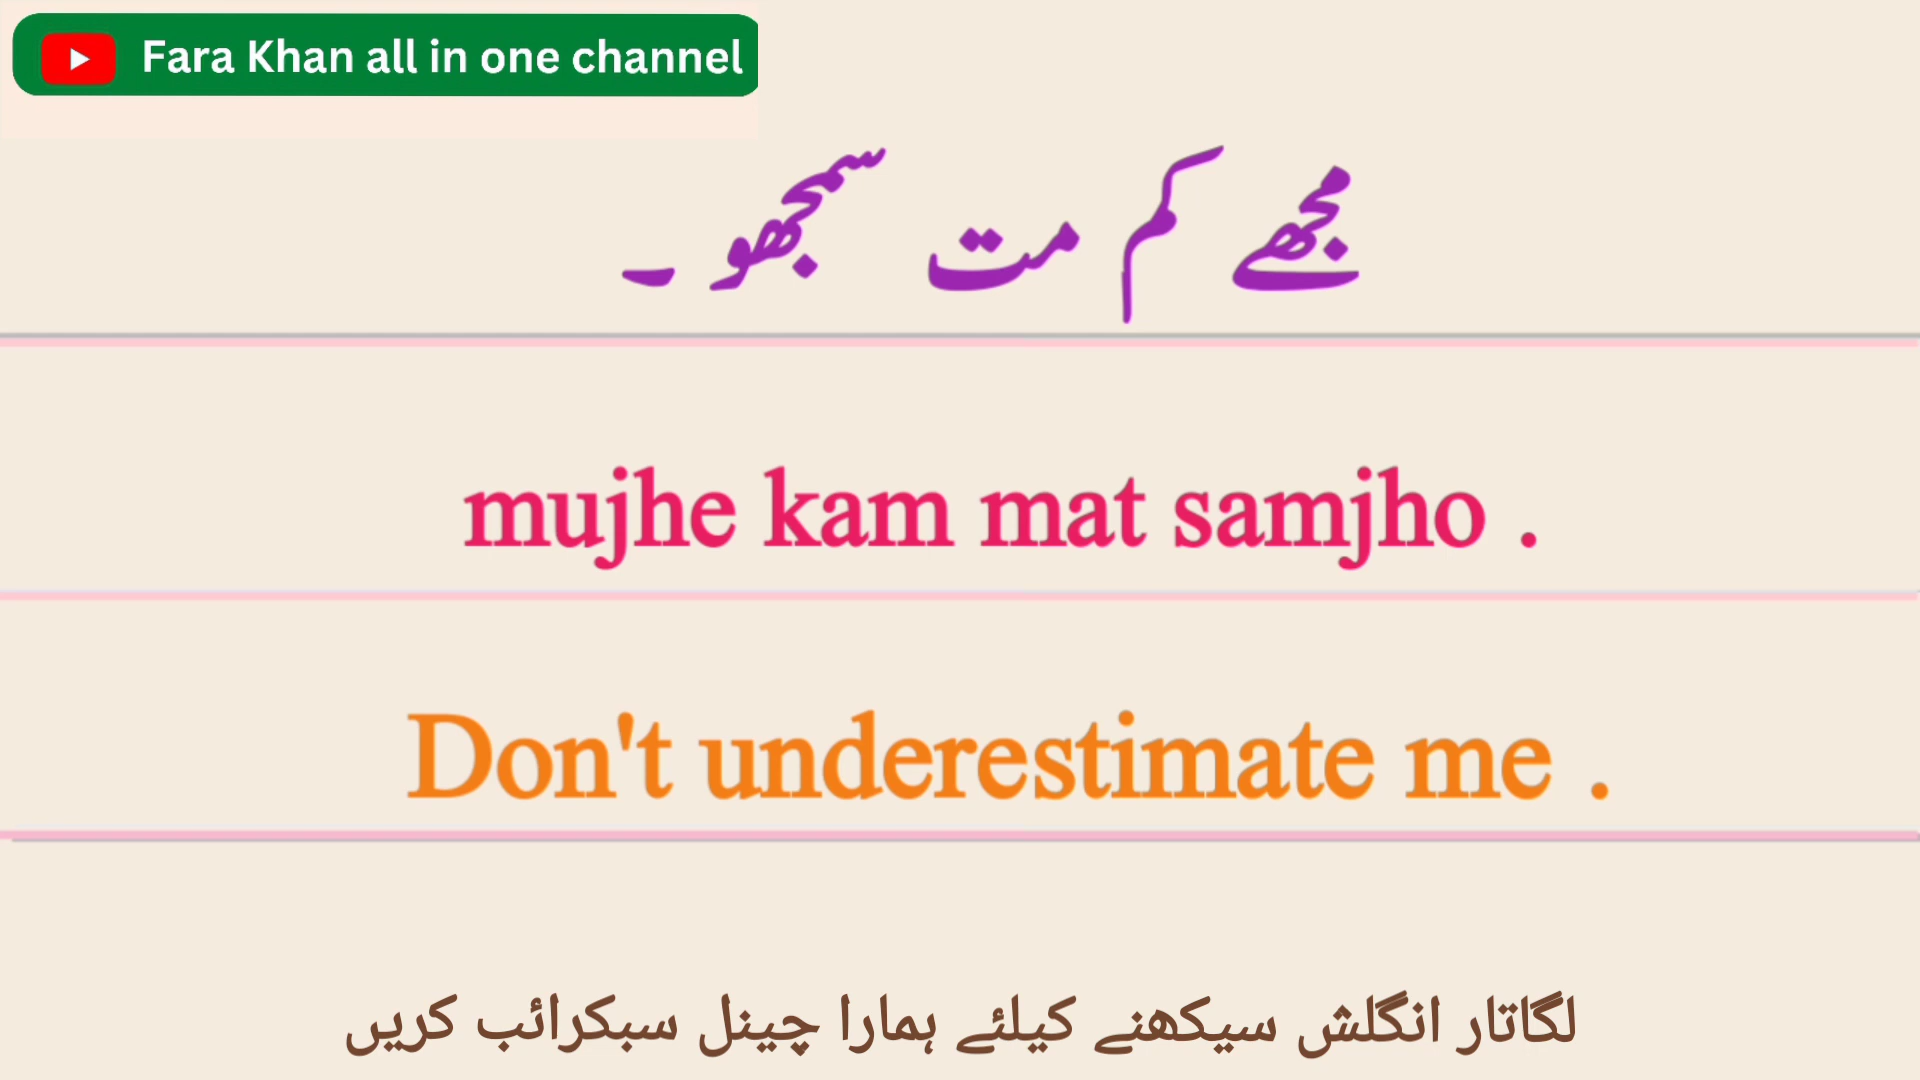 Fara Khan all in one channel
مجھے کم مت سمجھو ۔
mujhe kam mat samjho .
Don't underestimate me .
لگاتار انگلش سیکھنے کیلئے ہمارا چینل سبکرائب کریں